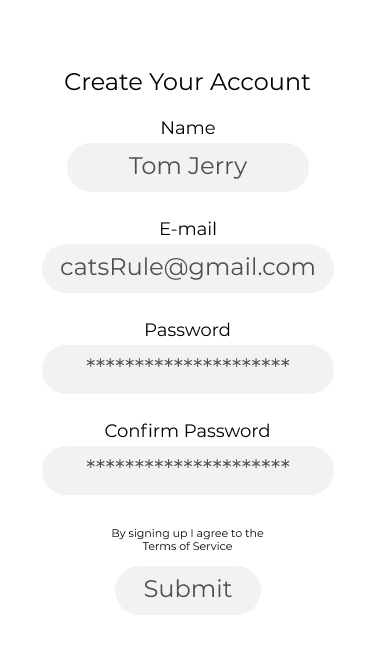 Create Your Account
Name
Tom Jerry
E-mail
catsRule@gmail.com
Password
*********************
Confirm Password
*********************
By signing up I agree to the
Terms of Service
Submit